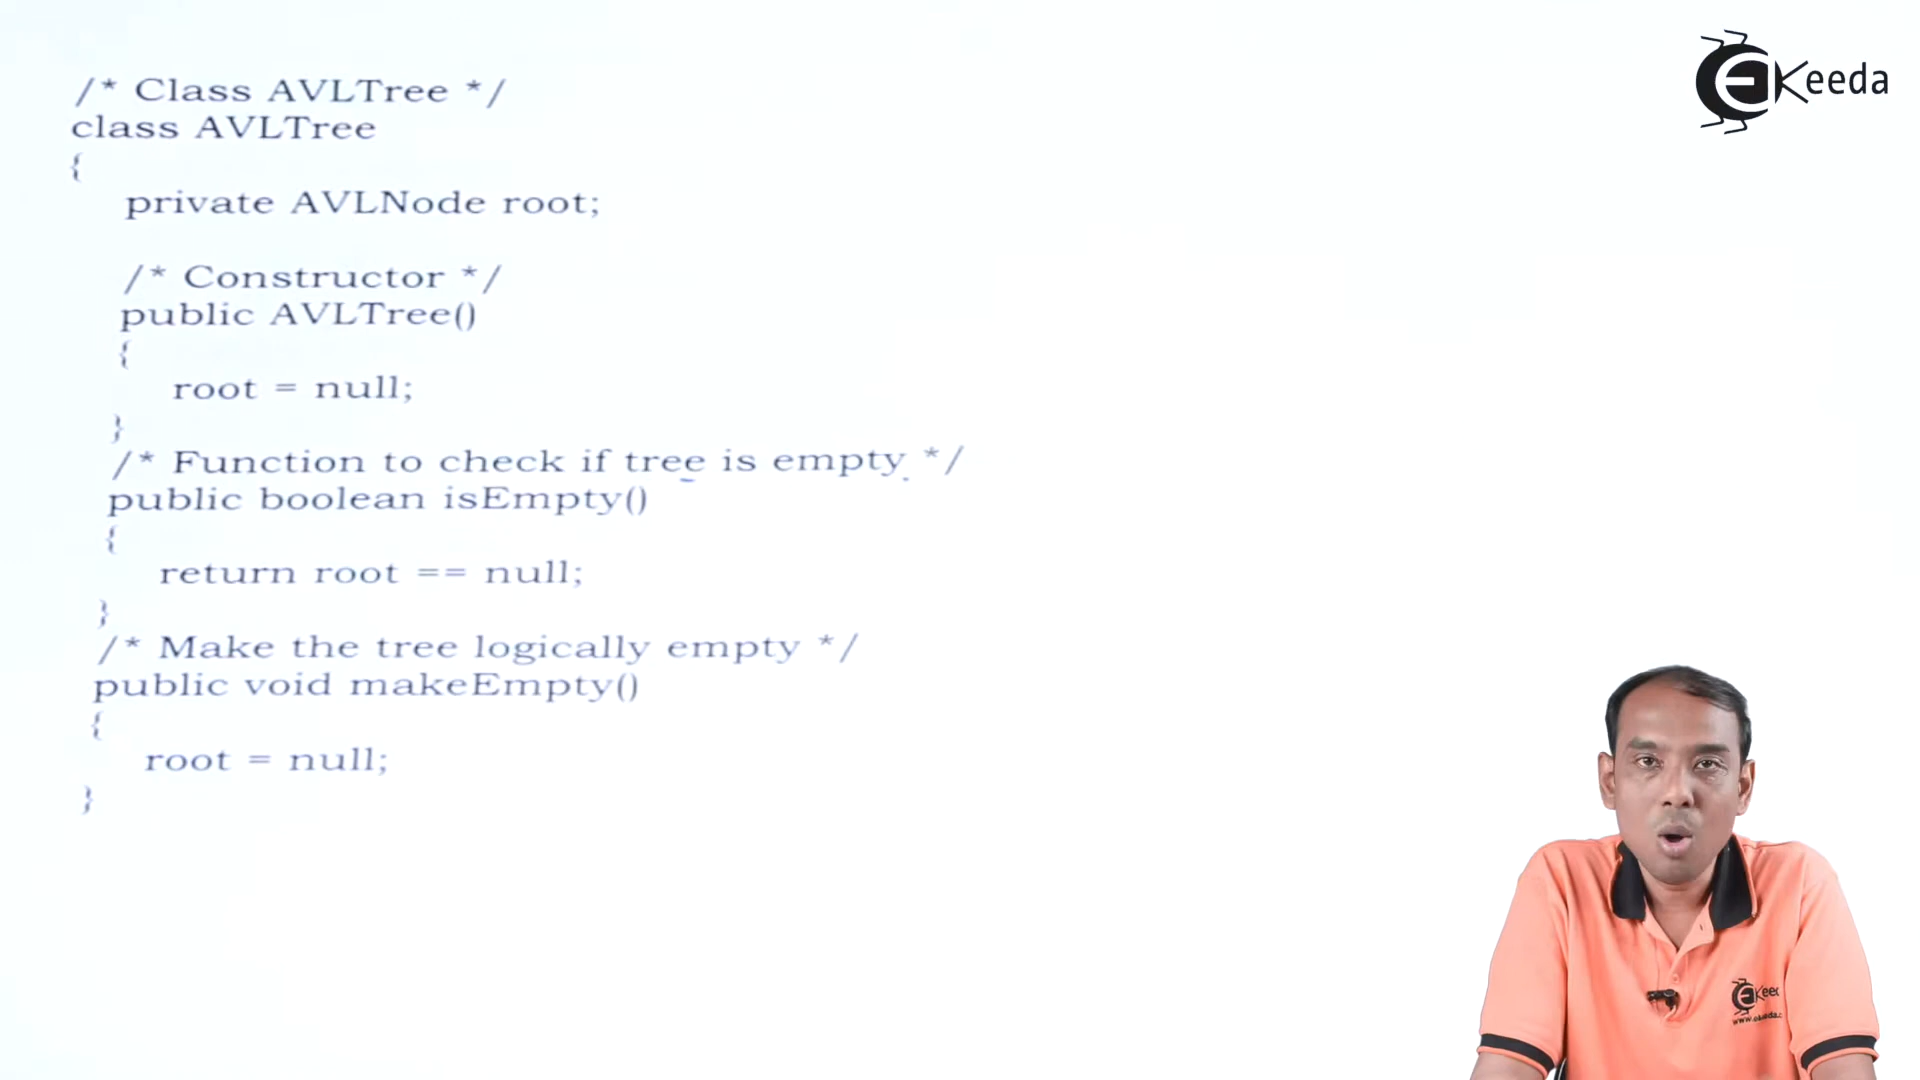 /* Class AVLTree */
class AVLTree
{
private AVLNode root;
/* Constructor */
public AVLTree()
{
root = null;
}
/* Function to check if tree is empty */
public boolean isEmpty()
{
return root == null;
}
/* Make the tree logically empty */
public void makeEmpty()
{
root = null;
}
EKeeda